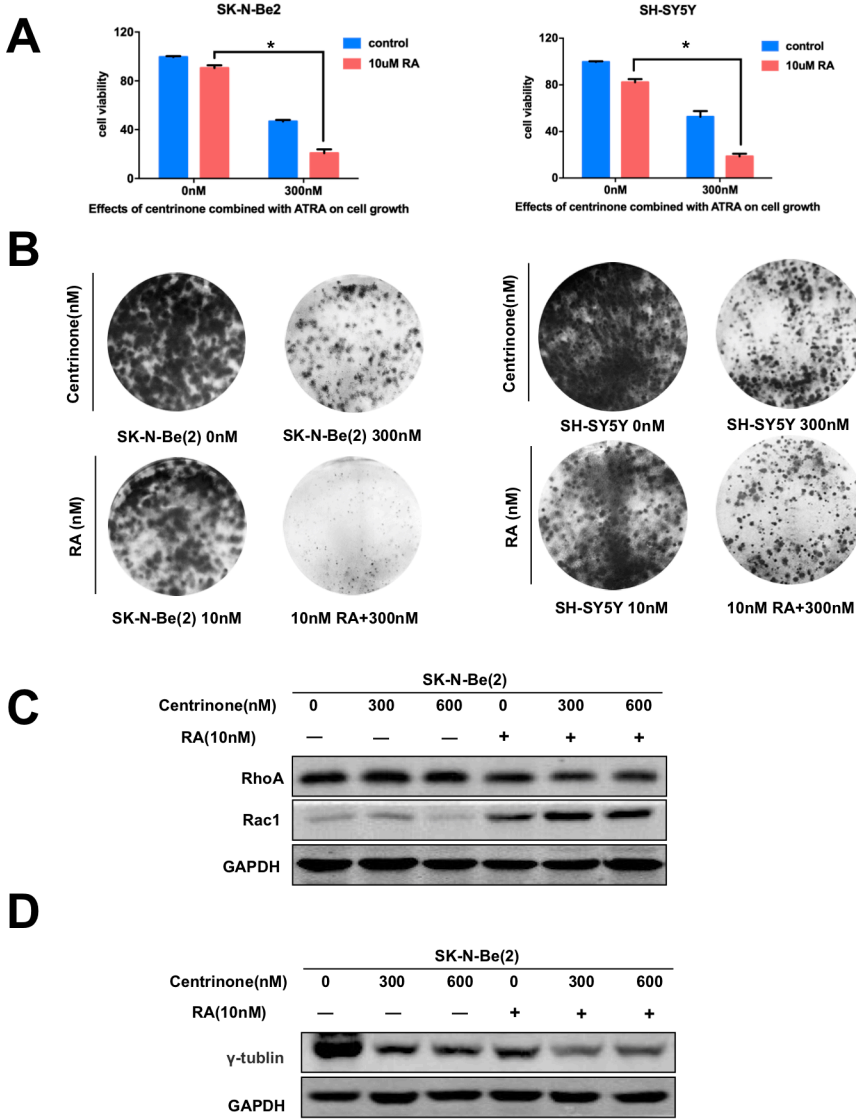 A
SK-N-Be2
120
80
40
0
cell viability
*
control
10uM RA
0nM
300nM
Effects of centrinone combined with ATRA on cell growth
SH-SY5Y
120
80
40
0
cell viability
*
control
10uM RA
0nM
300nM
Effects of centrinone combined with ATRA on cell growth
B
Centrinone(nM)
SK-N-Be(2) 0nM
SK-N-Be(2) 300nM
Centrinone(nM)
SH-SY5Y 0nM
SH-SY5Y 300nM
RA (nM)
SK-N-Be(2) 10nM
10nM RA+300nM
RA (nM)
SH-SY5Y 10nM
10nM RA+300nM
C
SK-N-Be(2)
Centrinone(nM) 0 300 600 0 300 600
RA(10nM) — — — + + +
RhoA
Rac1
GAPDH
D
SK-N-Be(2)
Centrinone(nM) 0 300 600 0 300 600
RA(10nM) — — — + + +
γ-tublin
GAPDH